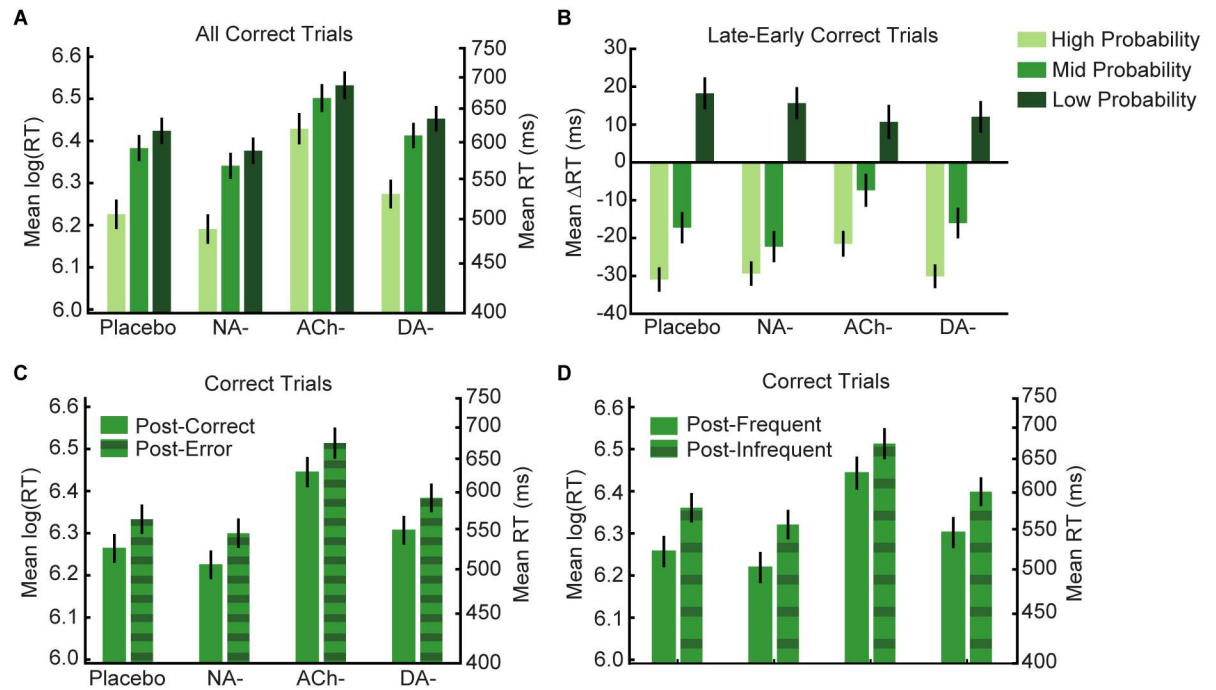 A
All Correct Trials
Mean log(RT)
6.6
6.5
6.4
6.3
6.2
6.1
6.0
750
700
650
600
550
500
450
400
Mean RT (ms)
Placebo NA- ACh- DA-
B
Late-Early Correct Trials
Mean ΔRT (ms)
30
20
10
0
-10
-20
-30
-40
Placebo NA- ACh- DA-
High Probability
Mid Probability
Low Probability
C
Correct Trials
Mean log(RT)
6.6
6.5
6.4
6.3
6.2
6.1
6.0
Post-Correct
Post-Error
750
700
650
600
550
500
450
400
Mean RT (ms)
Placebo NA- ACh- DA-
D
Correct Trials
Mean log(RT)
6.6
6.5
6.4
6.3
6.2
6.1
6.0
Post-Frequent
Post-Infrequent
750
700
650
600
550
500
450
400
Mean RT (ms)